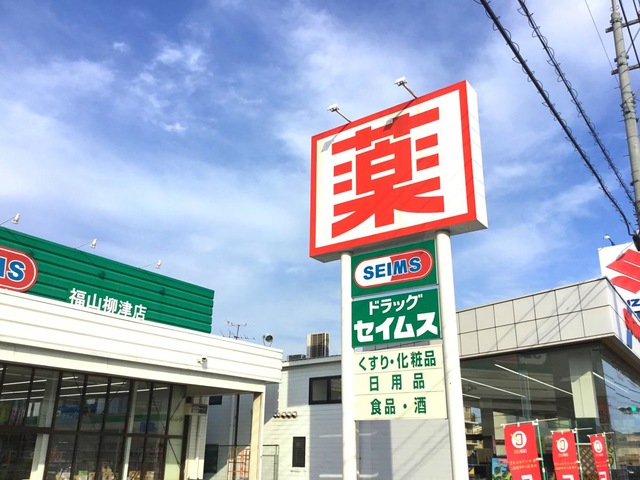 薬
SEIMS
ドラッグ
セイムス
くすり・化粧品
日用品
食品・酒
MS
福山柳津店